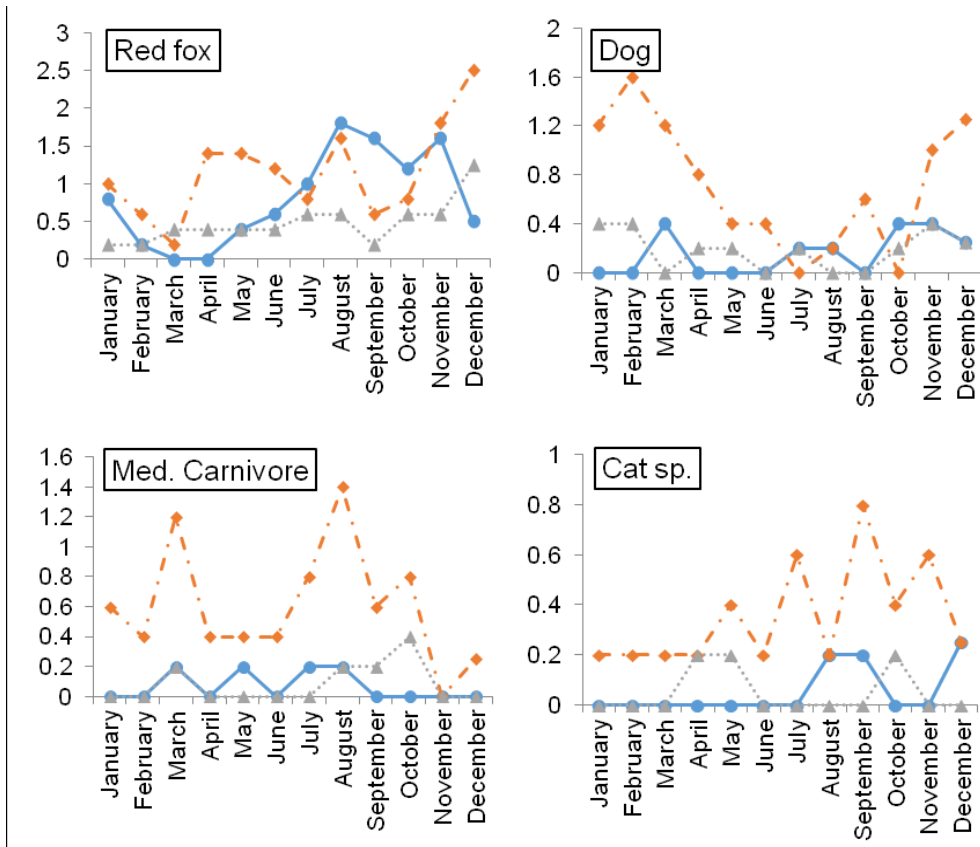 Red fox
3
2.5
2
1.5
1
0.5
0
January
February
March
April
May
June
July
August
September
October
November
December
Dog
2
1.6
1.2
0.8
0.4
0
January
February
March
April
May
June
July
August
September
October
November
December
Med. Carnivore
1.6
1.4
1.2
1
0.8
0.6
0.4
0.2
0
January
February
March
April
May
June
July
August
September
October
November
December
Cat sp.
1
0.8
0.6
0.4
0.2
0
January
February
March
April
May
June
July
August
September
October
November
December